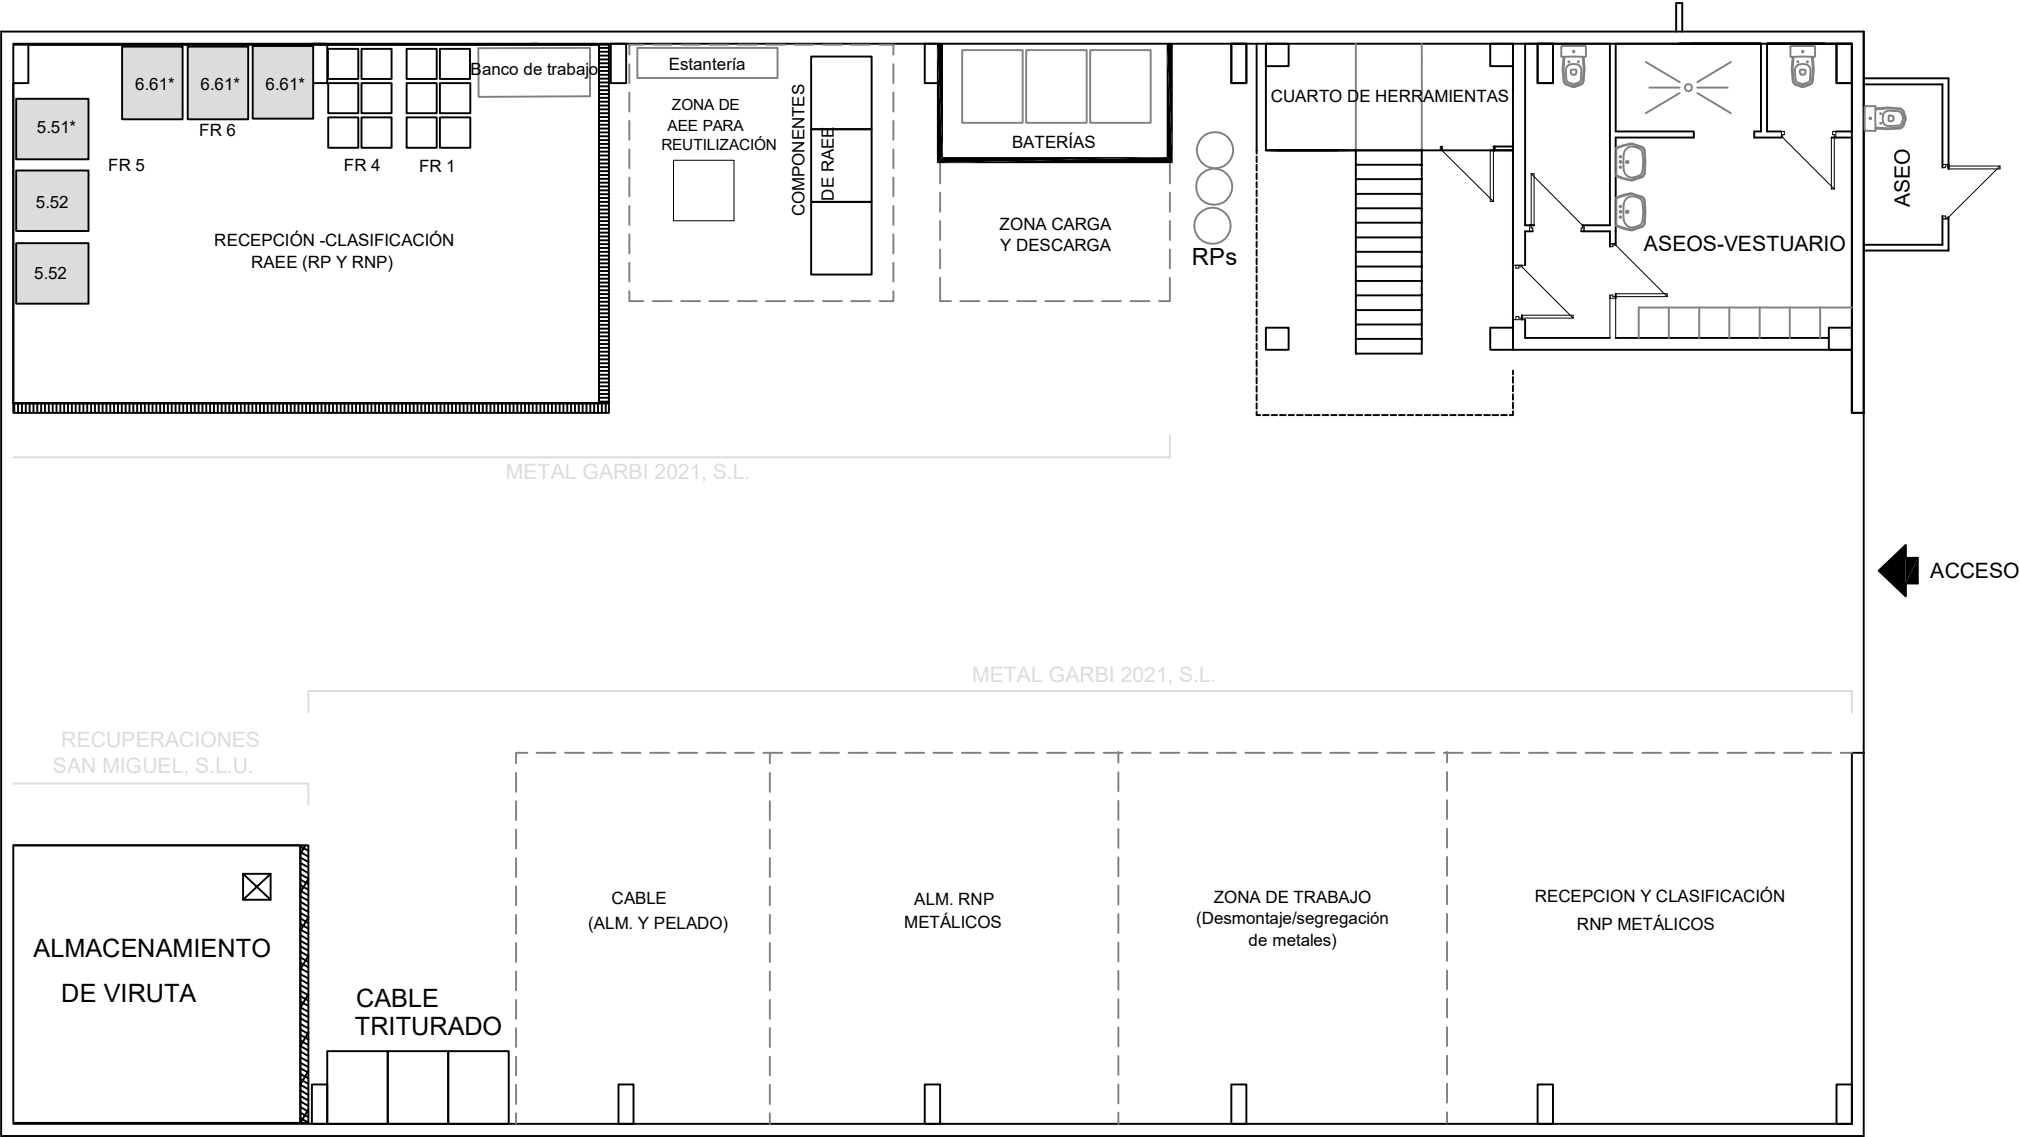 6.61*
6.61*
6.61*
FR 6
5.51*
FR 5
5.52
5.52
FR 4
FR 1
Banco de trabajo
RECEPCIÓN -CLASIFICACIÓN
RAEE (RP Y RNP)
Estantería
ZONA DE
AEE PARA
REUTILIZACIÓN
COMPONENTES
DE RAEE
BATERÍAS
ZONA CARGA
Y DESCARGA
RPs
CUARTO DE HERRAMIENTAS
ASEOS-VESTUARIO
ASEO
METAL GARBI 2021, S.L.
ACCESO
METAL GARBI 2021, S.L.
RECUPERACIONES
SAN MIGUEL, S.L.U.
ALMACENAMIENTO
DE VIRUTA
CABLE
TRITURADO
CABLE
(ALM. Y PELADO)
ALM. RNP
METÁLICOS
ZONA DE TRABAJO
(Desmontaje/segregación
de metales)
RECEPCION Y CLASIFICACIÓN
RNP METÁLICOS